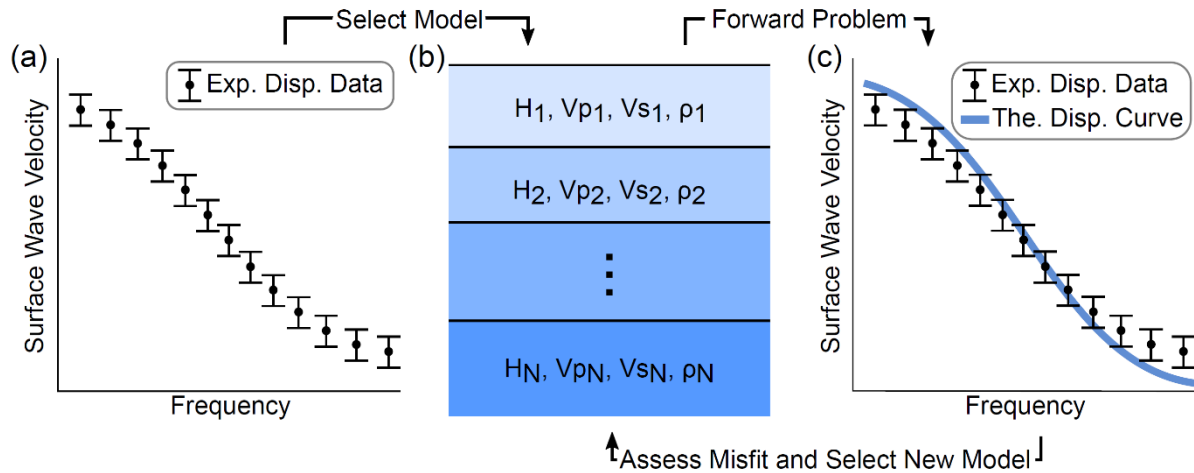 Select Model
Forward Problem
(a)
Exp. Disp. Data
Surface Wave Velocity
Frequency
(b)
H1, Vp1, Vs1, ρ1
H2, Vp2, Vs2, ρ2
HN, VpN, VsN, ρN
(c)
Exp. Disp. Data
The. Disp. Curve
Surface Wave Velocity
Frequency
Assess Misfit and Select New Model